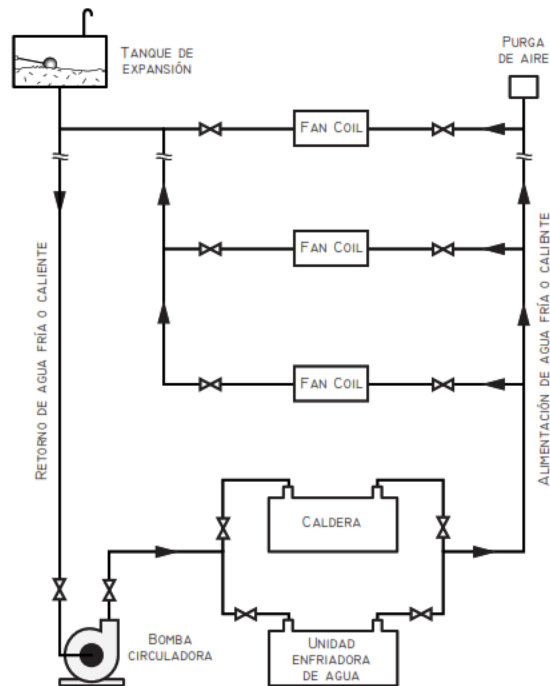 TANQUE DE
EXPANSIÓN
PURGA
DE AIRE
FAN COIL
FAN COIL
FAN COIL
RETORNO DE AGUA FRÍA O CALIENTE
ALIMENTACIÓN DE AGUA FRÍA O CALIENTE
CALDERA
BOMBA
CIRCULADORA
UNIDAD
ENFRIADORA
DE AGUA